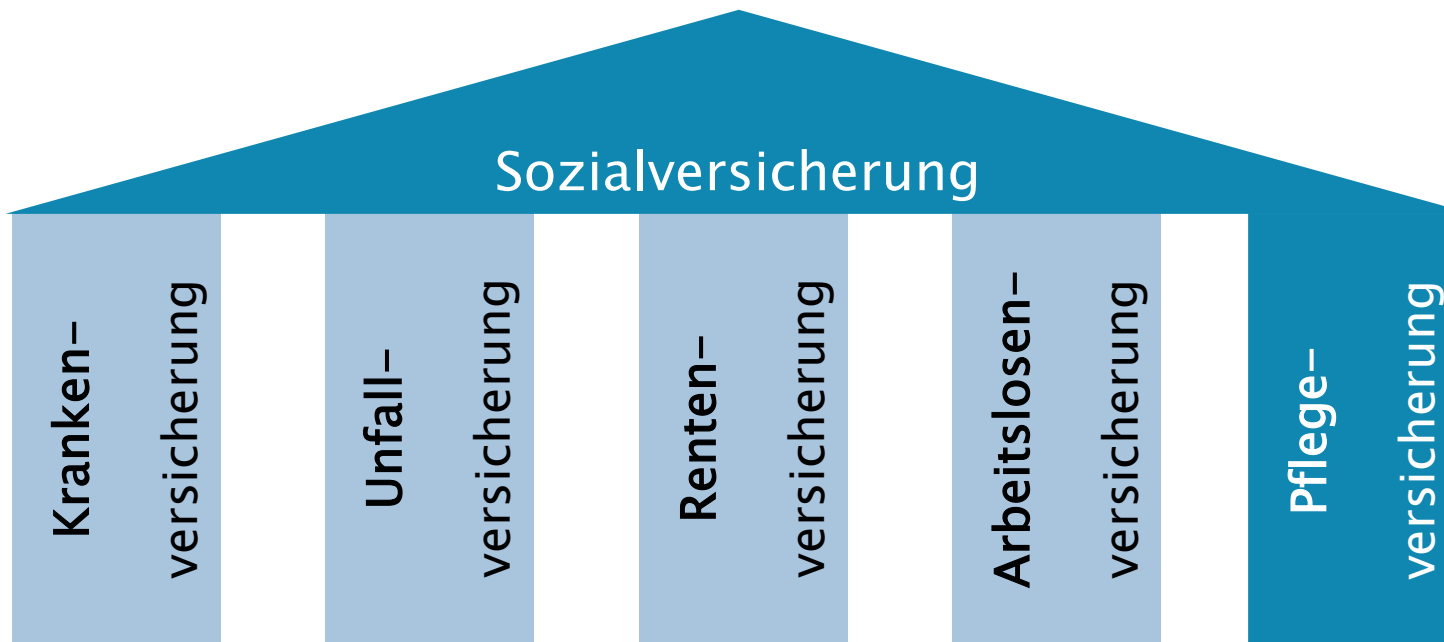 Sozialversicherung
Kranken–
versicherung
Unfall–
versicherung
Renten–
versicherung
Arbeitslosen–
versicherung
Pflege–
versicherung